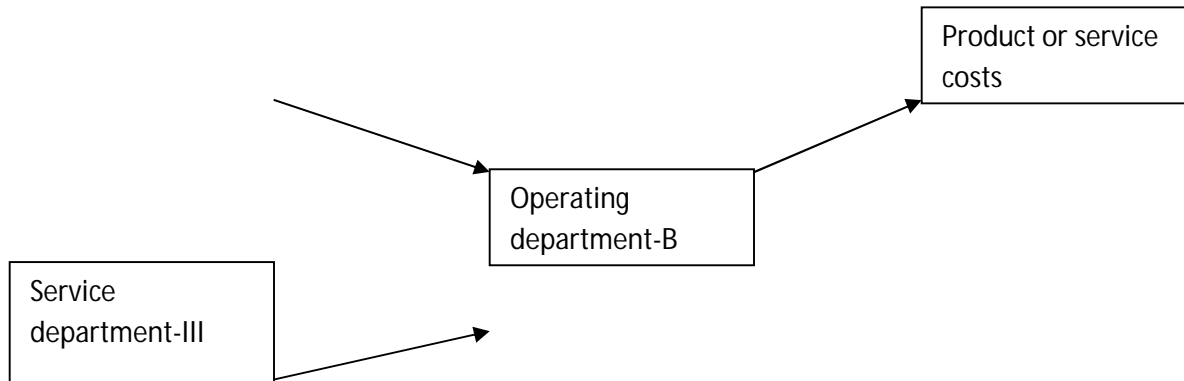 Product or service
costs
Operating
department-B
Service
department-III